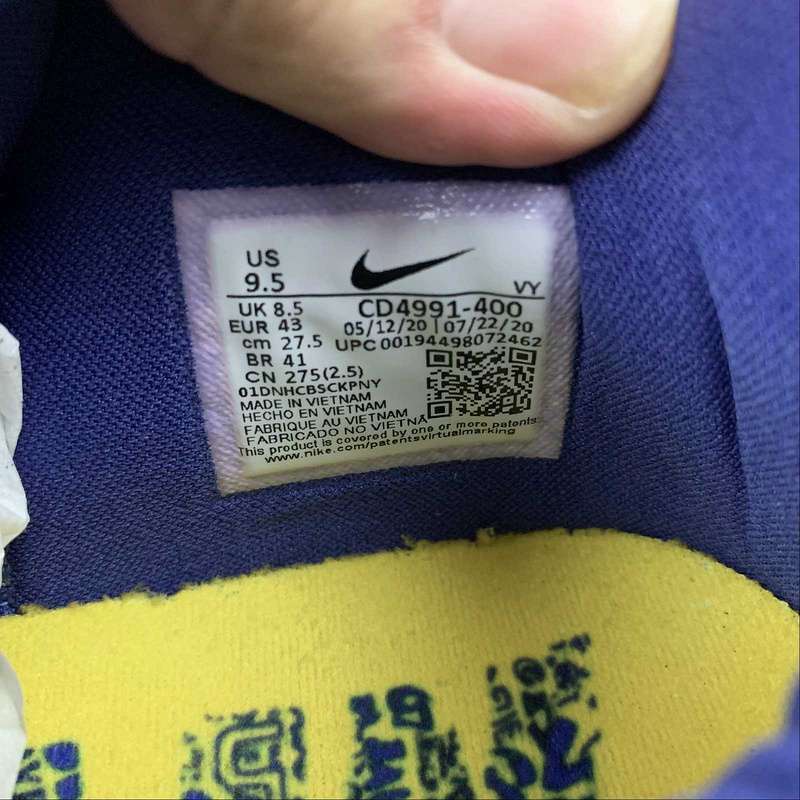 US
9.5
VY
UK 8.5 CD4991-400
EUR 43 05/12/20 | 07/22/20
cm 27.5 UPC 00194498072462
BR 41
CN 275(2.5)
01DNHCBSCKPNY
MADE IN VIETNAM
HECHO EN VIETNAM
FABRIQUE AU VIETNAM
FABRICADO NO VIETNÃ
This product is covered by one or more patents
www.nike.com/patentsvirtualmarking